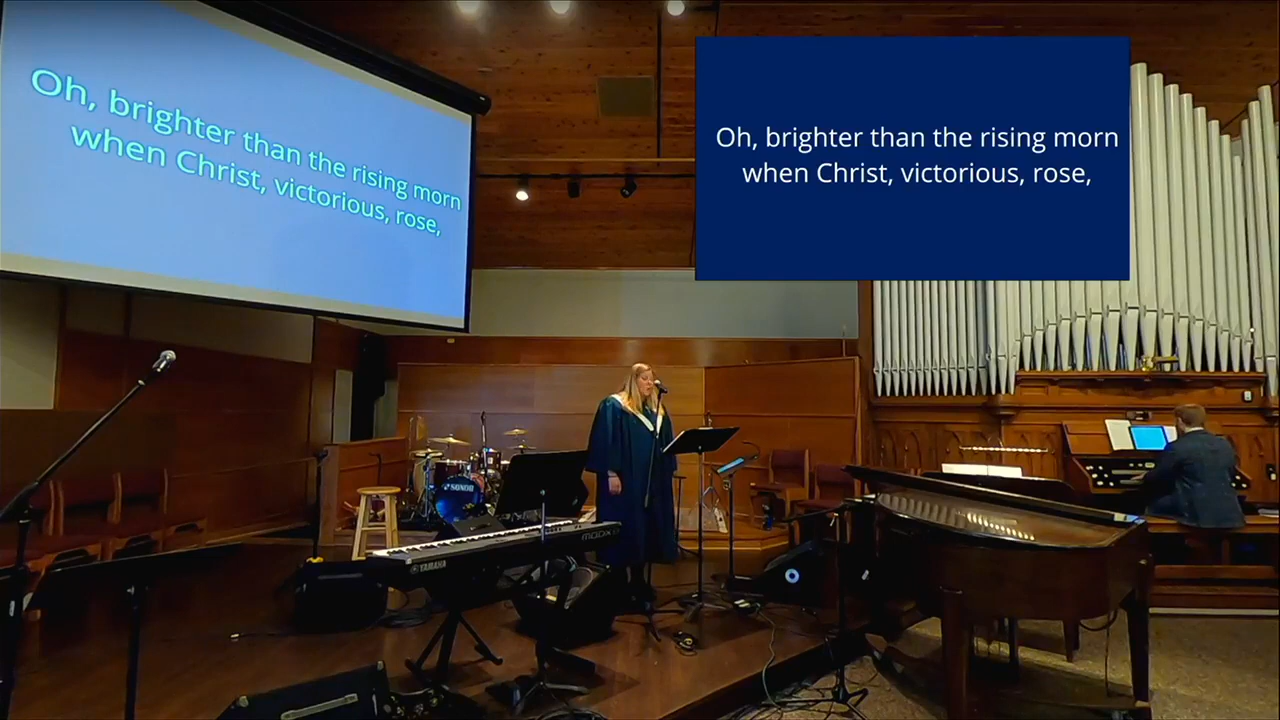 Oh, brighter than the rising morn
when Christ, victorious, rose,
Oh, brighter than the rising morn
when Christ, victorious, rose,
SONOR
YAMAHA
MODX8